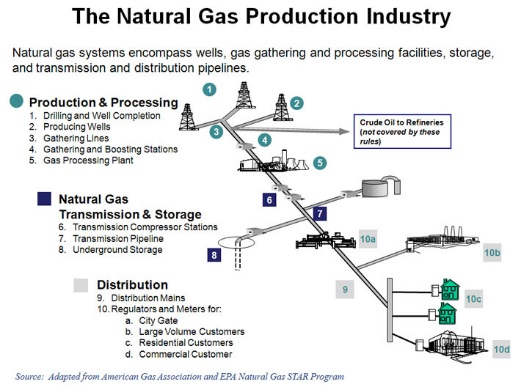 The Natural Gas Production Industry
Natural gas systems encompass wells, gas gathering and processing facilities, storage,
and transmission and distribution pipelines.
Production & Processing
1. Drilling and Well Completion
2. Producing Wells
3. Gathering Lines
4. Gathering and Boosting Stations
5. Gas Processing Plant
1
2
3
4
5
Crude Oil to Refineries
(not covered by these
rules)
Natural Gas
Transmission & Storage
6. Transmission Compressor Stations
7. Transmission Pipeline
8. Underground Storage
6
7
8
Distribution
9. Distribution Mains
10. Regulators and Meters for:
a. City Gate
b. Large Volume Customers
c. Residential Customers
d. Commercial Customer
9
10a
10b
10c
10d
Source: Adapted from American Gas Association and EPA Natural Gas STAR Program